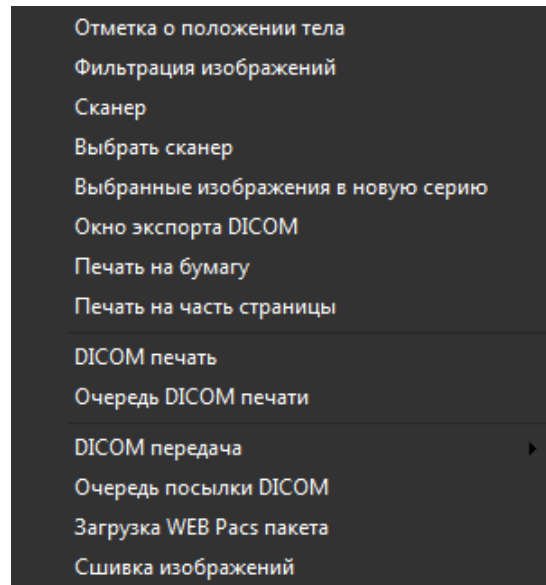 Отметка о положении тела
Фильтрация изображений
Сканер
Выбрать сканер
Выбранные изображения в новую серию
Окно экспорта DICOM
Печать на бумагу
Печать на часть страницы
DICOM печать
Очередь DICOM печати
DICOM передача
Очередь посылки DICOM
Загрузка WEB Pacs пакета
Сшивка изображений